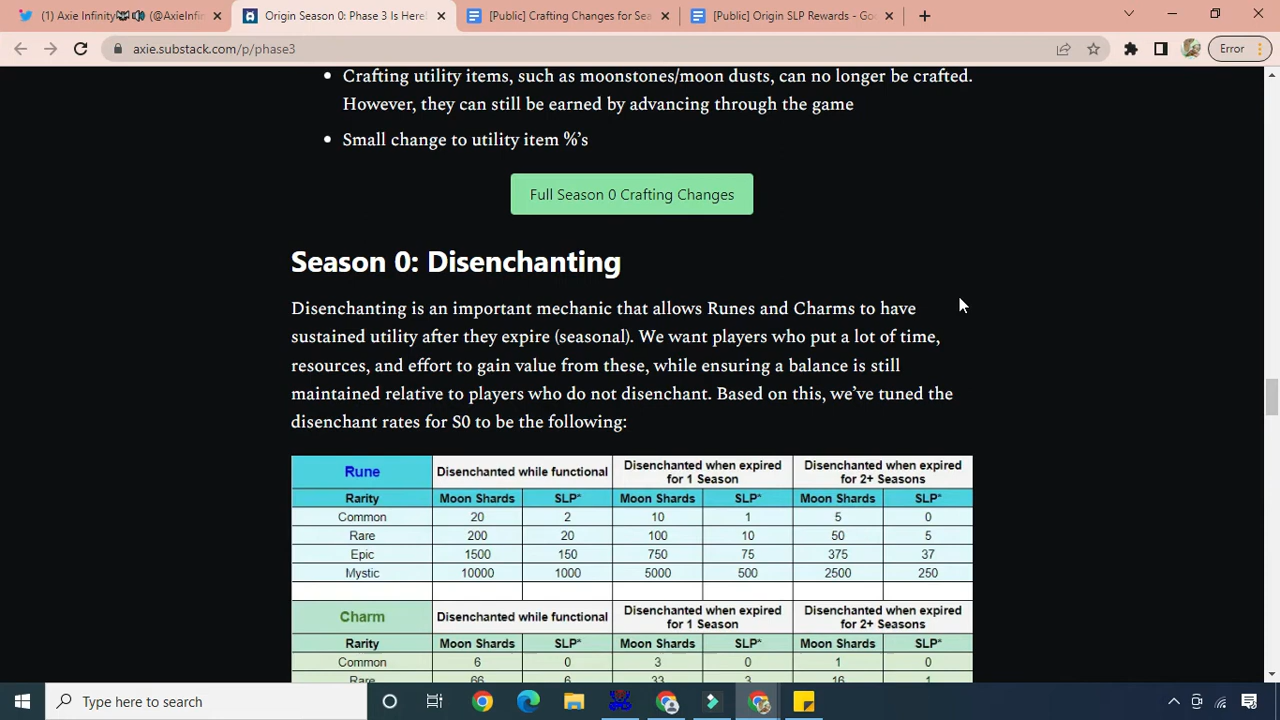 (1) Axie Infinity (@AxieInfini
Origin Season 0: Phase 3 Is Here!
[Public] Crafting Changes for Sea
[Public] Origin SLP Rewards - Goo
axie.substack.com/p/phase3
Error
Crafting utility items, such as moonstones/moon dusts, can no longer be crafted.
However, they can still be earned by advancing through the game
Small change to utility item %'s
Full Season 0 Crafting Changes
Season 0: Disenchanting
Disenchanting is an important mechanic that allows Runes and Charms to have
sustained utility after they expire (seasonal). We want players who put a lot of time,
resources, and effort to gain value from these, while ensuring a balance is still
maintained relative to players who do not disenchant. Based on this, we've tuned the
disenchant rates for S0 to be the following:
Rune Disenchanted while functional Disenchanted when expired for 1 Season Disenchanted when expired for 2+ Seasons
Rarity Moon Shards SLP* Moon Shards SLP* Moon Shards SLP*
Common 20 2 10 1 5 0
Rare 200 20 100 10 50 5
Epic 1500 150 750 75 375 37
Mystic 10000 1000 5000 500 2500 250
Charm Disenchanted while functional Disenchanted when expired for 1 Season Disenchanted when expired for 2+ Seasons
Rarity Moon Shards SLP* Moon Shards SLP* Moon Shards SLP*
Common 6 0 3 0 1 0
Rare 66 6 33 3 16 1
Type here to search